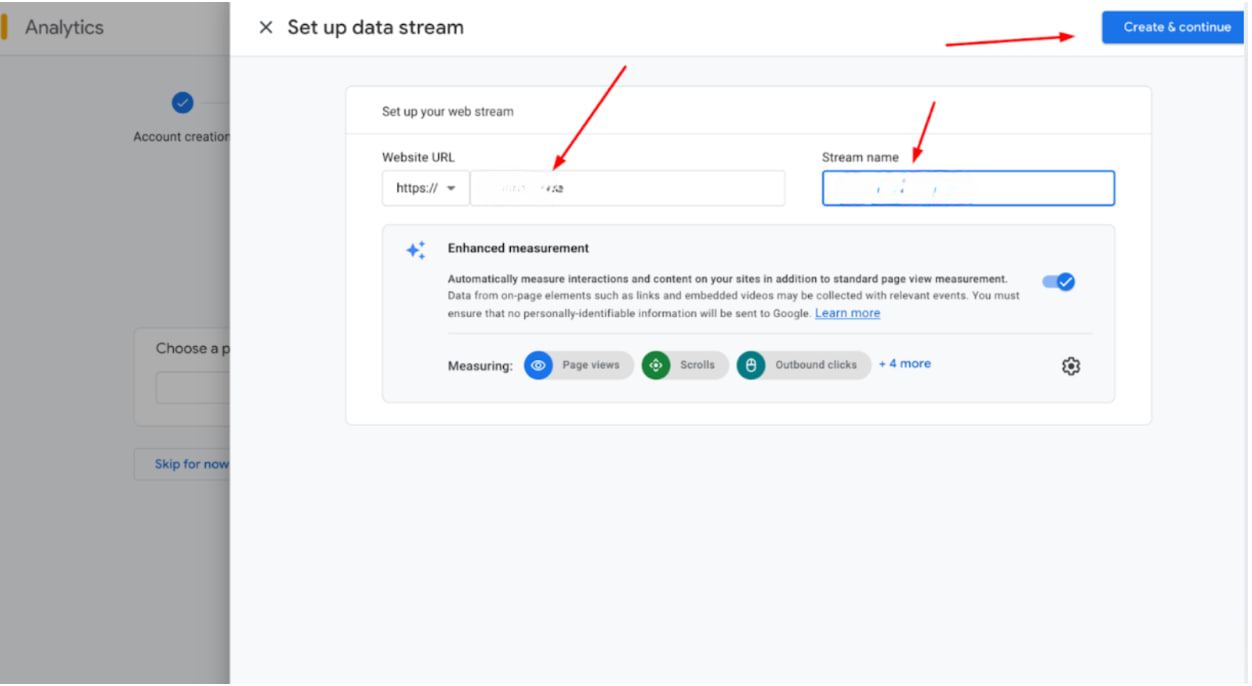 Analytics
Set up data stream
Create & continue
Account creation
Set up your web stream
Website URL
Stream name
https://
Enhanced measurement
Automatically measure interactions and content on your sites in addition to standard page view measurement.
Data from on-page elements such as links and embedded videos may be collected with relevant events. You must
ensure that no personally-identifiable information will be sent to Google. Learn more
Choose a p
Measuring: Page views Scrolls Outbound clicks + 4 more
Skip for now